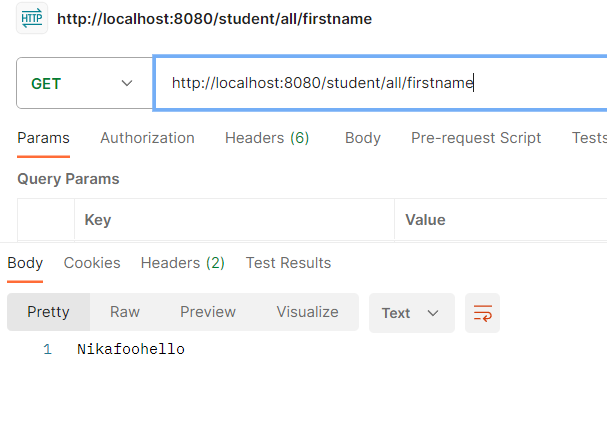 HTTP http://localhost:8080/student/all/firstname
GET http://localhost:8080/student/all/firstname
Params Authorization Headers (6) Body Pre-request Script Tests
Query Params
Key Value
Body Cookies Headers (2) Test Results
Pretty Raw Preview Visualize Text
1 Nikafoohello